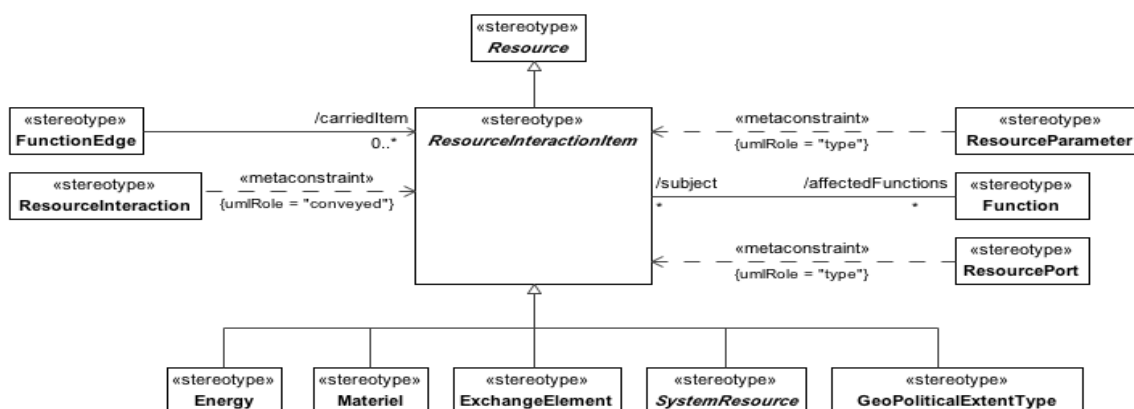 «stereotype»
Resource
«stereotype»
FunctionEdge
/carriedItem
0..*
«stereotype»
ResourceInteractionItem
«metaconstraint»
{umlRole = "type"}
«stereotype»
ResourceParameter
«stereotype»
ResourceInteraction
«metaconstraint»
{umlRole = "conveyed"}
/subject
*
/affectedFunctions
*
«stereotype»
Function
«metaconstraint»
{umlRole = "type"}
«stereotype»
ResourcePort
«stereotype»
Energy
«stereotype»
Materiel
«stereotype»
ExchangeElement
«stereotype»
SystemResource
«stereotype»
GeoPoliticalExtentType